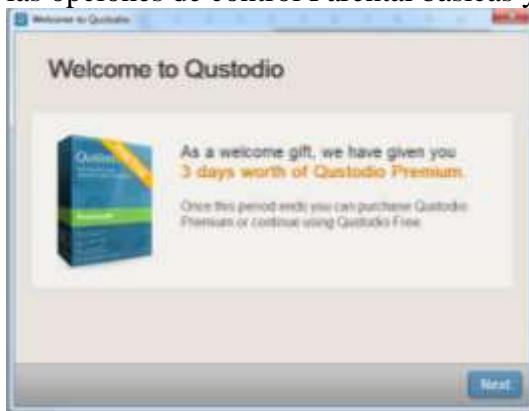 las opciones de control Parental básicas y
Welcome to Qustodio
Welcome to Qustodio
As a welcome gift, we have given you
3 days worth of Qustodio Premium.
Once this period ends you can purchase Qustodio
Premium or continue using Qustodio Free.
Next